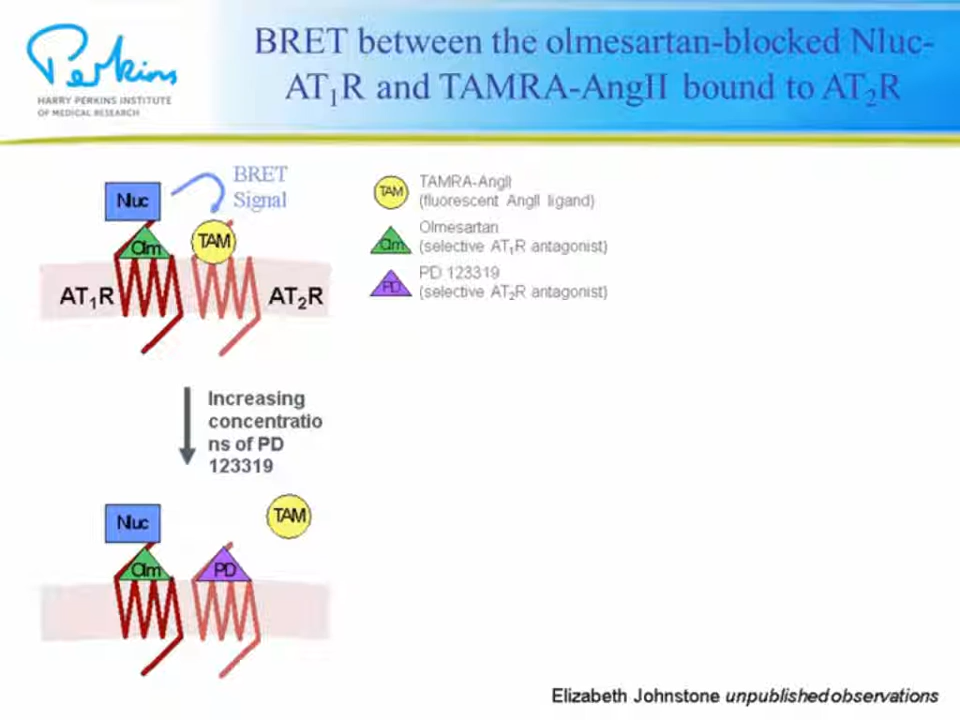 Perkins
HARRY PERKINS INSTITUTE
OF MEDICAL RESEARCH
BRET between the olmesartan-blocked Nluc-
AT₁R and TAMRA-AngII bound to AT₂R
Nluc
BRET
Signal
Olm
TAM
AT₁R
AT₂R
TAM
TAMRA-AngII
(fluorescent AngII ligand)
Olm
Olmesartan
(selective AT₁R antagonist)
PD
PD 123319
(selective AT₂R antagonist)
Increasing
concentratio
ns of PD
123319
Nluc
TAM
Olm
PD
Elizabeth Johnstone unpublished observations